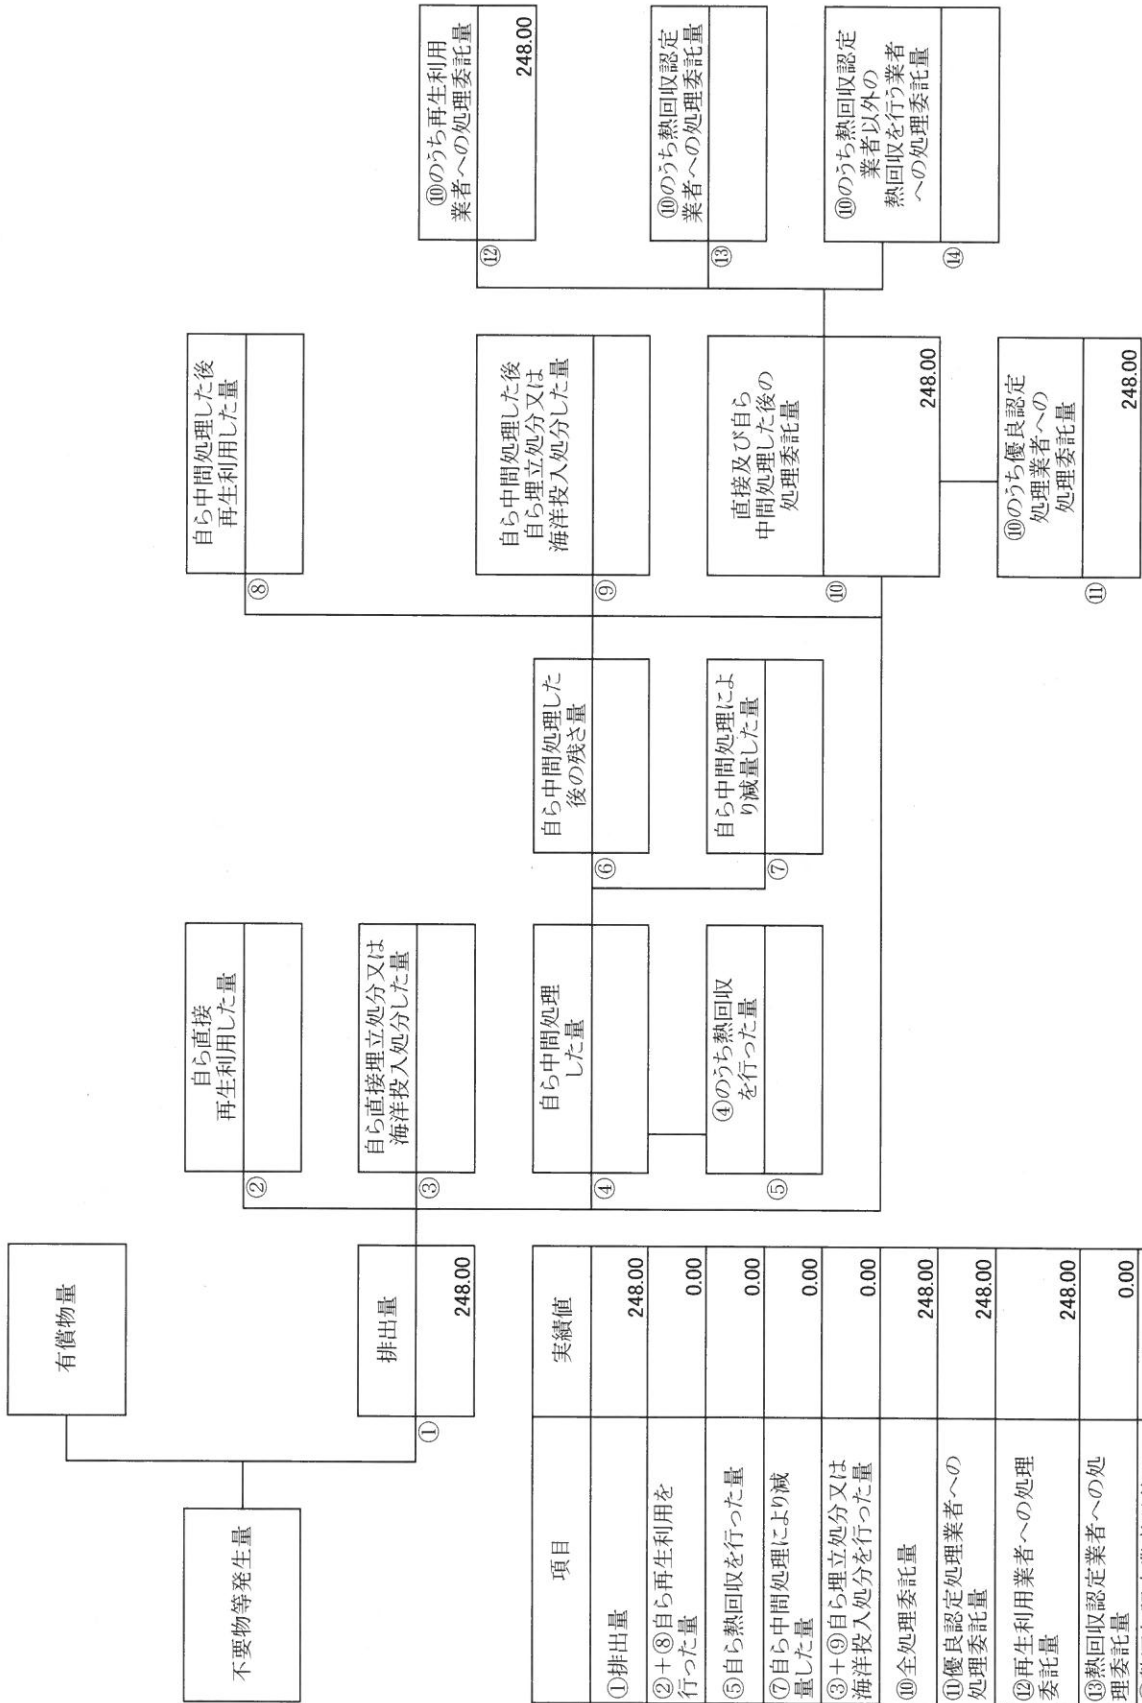 不要物等発生量
有償物量
排出量
①
248.00
自ら直接
再生利用した量
②
自ら直接埋立処分又は
海洋投入処分した量
③
自ら中間処理
した量
④
④のうち熱回収
を行った量
⑤
自ら中間処理した
後の残さ量
⑥
自ら中間処理によ
り減量した量
⑦
自ら中間処理した後
再生利用した量
⑧
自ら中間処理した後
自ら埋立処分又は
海洋投入処分した量
⑨
直接及び自ら
中間処理した後の
処理委託量
⑩
248.00
⑩のうち優良認定
処理業者への
処理委託量
⑪
248.00
⑩のうち再生利用
業者への処理委託量
⑫
248.00
⑩のうち熱回収認定
業者への処理委託量
⑬
⑩のうち熱回収認定
業者以外の
熱回収を行う業者
への処理委託量
⑭
項目 実績値
①排出量 248.00
②+⑧自ら再生利用を
行った量 0.00
⑤自ら熱回収を行った量 0.00
⑦自ら中間処理により減
量した量 0.00
③+⑨自ら埋立処分又は
海洋投入処分を行った量 0.00
⑩全処理委託量 248.00
⑪優良認定処理業者への
処理委託量 248.00
⑫再生利用業者への処理
委託量 248.00
⑬熱回収認定業者への処
理委託量 0.00